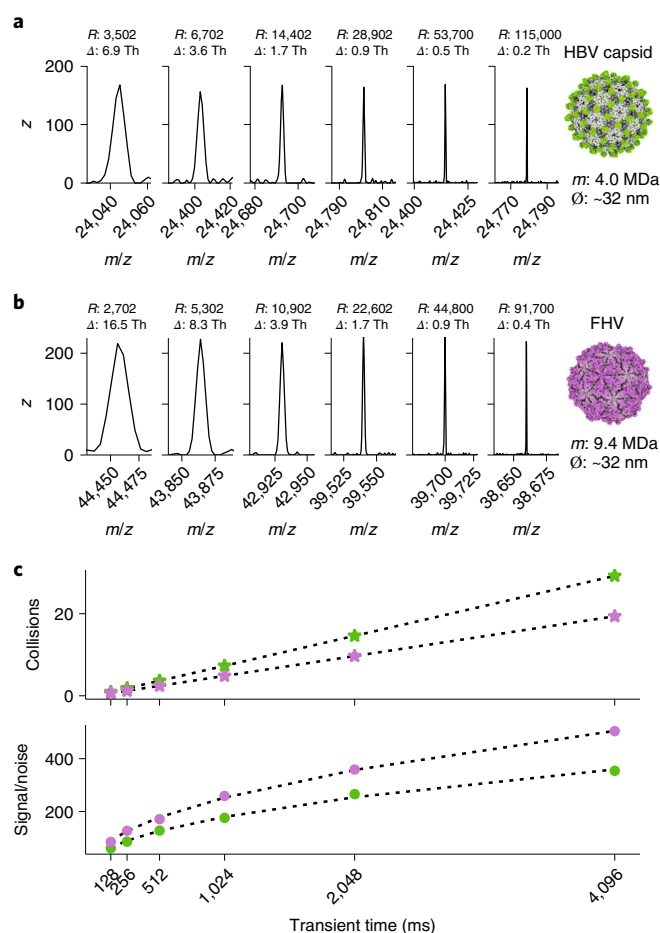 a
R: 3,502 R: 6,702 R: 14,402 R: 28,902 R: 53,700 R: 115,000
Δ: 6.9 Th Δ: 3.6 Th Δ: 1.7 Th Δ: 0.9 Th Δ: 0.5 Th Δ: 0.2 Th
HBV capsid
200
100
0
z
24,040 24,060 24,400 24,420 24,680 24,700 24,790 24,810 24,400 24,425 24,770 24,790
m/z m/z m/z m/z m/z m/z
m: 4.0 MDa
Ø: ~32 nm
b
R: 2,702 R: 5,302 R: 10,902 R: 22,602 R: 44,800 R: 91,700
Δ: 16.5 Th Δ: 8.3 Th Δ: 3.9 Th Δ: 1.7 Th Δ: 0.9 Th Δ: 0.4 Th
FHV
200
100
0
z
44,450 44,475 43,850 43,875 42,925 42,950 39,525 39,550 39,700 39,725 38,650 38,675
m/z m/z m/z m/z m/z m/z
m: 9.4 MDa
Ø: ~32 nm
c
Collisions
20
0
Signal/noise
400
200
128 256 512 1,024 2,048 4,096
Transient time (ms)